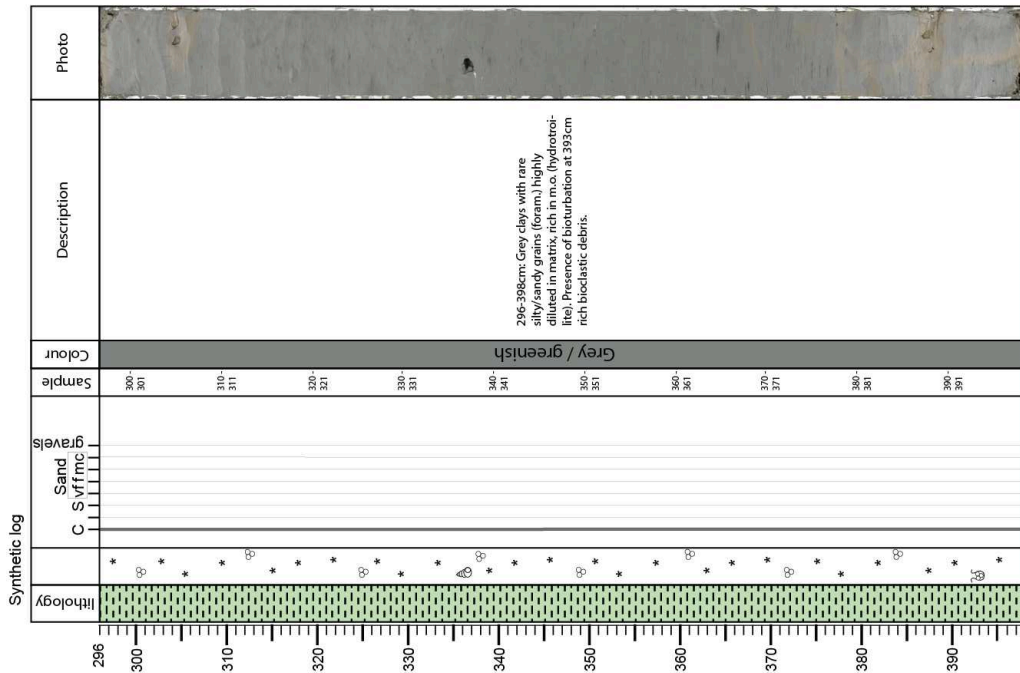 Synthetic log
lithology
C
S
vf f m c
Sand
gravels
Sample
Colour
Description
Photo
300-
301
310-
311
320-
321
330-
331
340-
341
350-
351
360-
361
370-
371
380-
381
390-
391
Grey / greenish
296-398cm: Grey clays with rare
silty/sandy grains (foram.) highly
diluted in matrix, rich in m.o. (hydrotroi-
lite). Presence of bioturbation at 393cm
rich bioclastic debris.
296
300
310
320
330
340
350
360
370
380
390